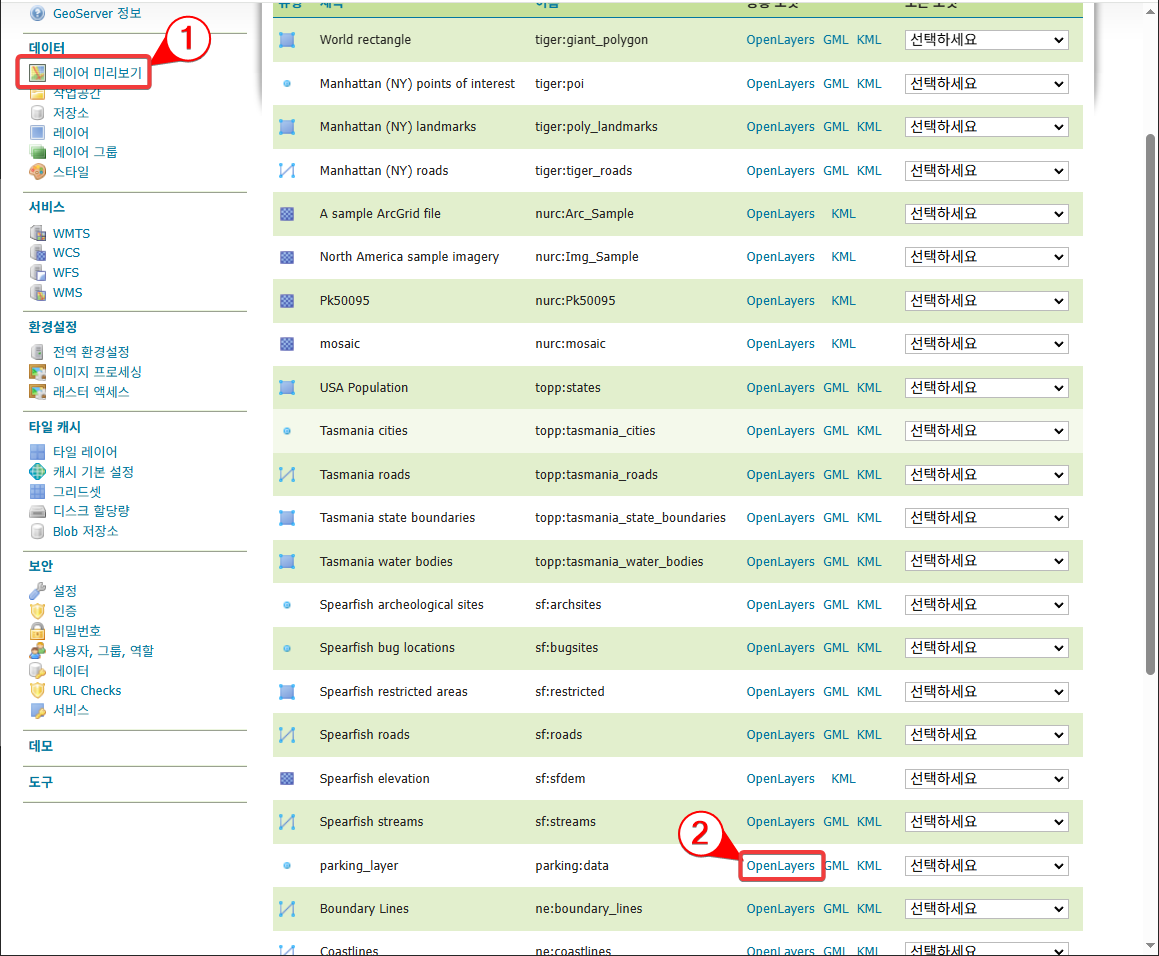 GeoServer 정보
데이터
레이어 미리보기
작업공간
저장소
레이어
레이어 그룹
스타일
서비스
WMTS
WCS
WFS
WMS
환경설정
전역 환경설정
이미지 프로세싱
래스터 액세스
타일 캐시
타일 레이어
캐시 기본 설정
그리드셋
디스크 할당량
Blob 저장소
보안
설정
인증
비밀번호
사용자, 그룹, 역할
데이터
URL Checks
서비스
데모
도구
1
World rectangle tiger:giant_polygon OpenLayers GML KML 선택하세요
Manhattan (NY) points of interest tiger:poi OpenLayers GML KML 선택하세요
Manhattan (NY) landmarks tiger:poly_landmarks OpenLayers GML KML 선택하세요
Manhattan (NY) roads tiger:tiger_roads OpenLayers GML KML 선택하세요
A sample ArcGrid file nurc:Arc_Sample OpenLayers KML 선택하세요
North America sample imagery nurc:Img_Sample OpenLayers KML 선택하세요
Pk50095 nurc:Pk50095 OpenLayers KML 선택하세요
mosaic nurc:mosaic OpenLayers KML 선택하세요
USA Population topp:states OpenLayers GML KML 선택하세요
Tasmania cities topp:tasmania_cities OpenLayers GML KML 선택하세요
Tasmania roads topp:tasmania_roads OpenLayers GML KML 선택하세요
Tasmania state boundaries topp:tasmania_state_boundaries OpenLayers GML KML 선택하세요
Tasmania water bodies topp:tasmania_water_bodies OpenLayers GML KML 선택하세요
Spearfish archeological sites sf:archsites OpenLayers GML KML 선택하세요
Spearfish bug locations sf:bugsites OpenLayers GML KML 선택하세요
Spearfish restricted areas sf:restricted OpenLayers GML KML 선택하세요
Spearfish roads sf:roads OpenLayers GML KML 선택하세요
Spearfish elevation sf:sfdem OpenLayers KML 선택하세요
Spearfish streams sf:streams OpenLayers GML KML 선택하세요
2
parking_layer parking:data OpenLayers GML KML 선택하세요
Boundary Lines ne:boundary_lines OpenLayers GML KML 선택하세요
Coastlines ne:coastlines OpenLayers GML KML 선택하세요